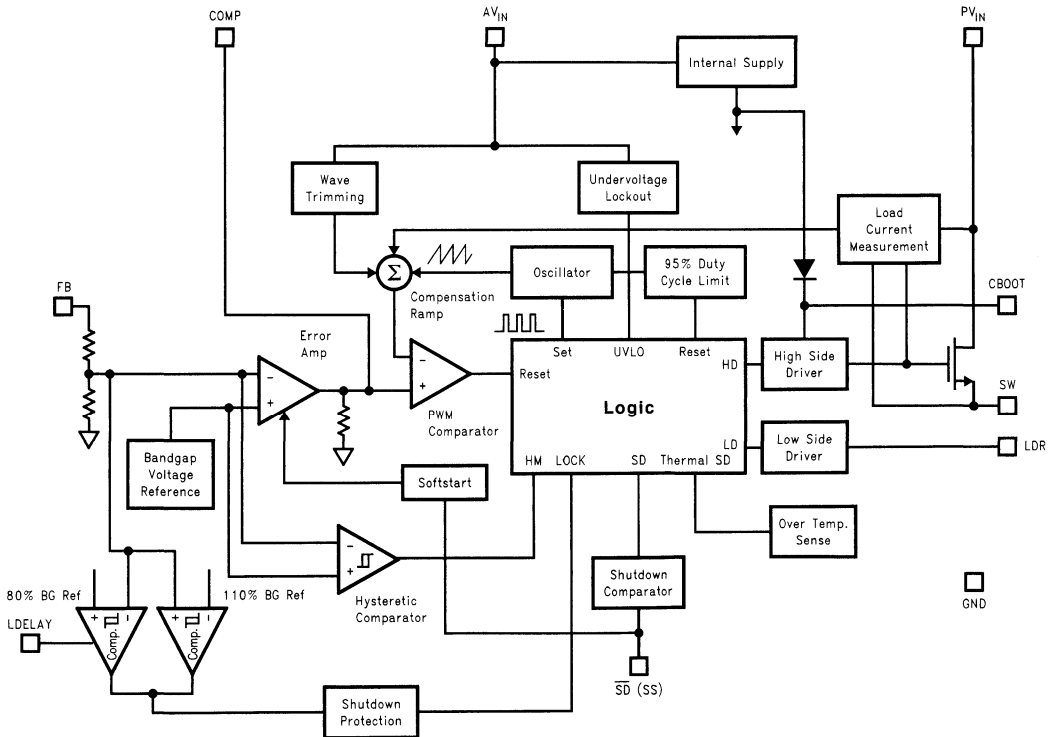 COMP
AVIN
PVIN
Internal Supply
Wave
Trimming
Undervoltage
Lockout
Load
Current
Measurement
Σ
Oscillator
95% Duty
Cycle Limit
CBOOT
Compensation
Ramp
FB
Error
Amp
Set
UVLO
Reset
Reset
HD
High Side
Driver
-
+
-
+
PWM
Comparator
Logic
SW
Bandgap
Voltage
Reference
LD
Low Side
Driver
LDR
HM
LOCK
SD
Thermal SD
Softstart
Over Temp.
Sense
-
+
Hysteretic
Comparator
Shutdown
Comparator
GND
80% BG Ref
110% BG Ref
+
-
+
-
Comp.
Comp.
LDELAY
SD (SS)
Shutdown
Protection